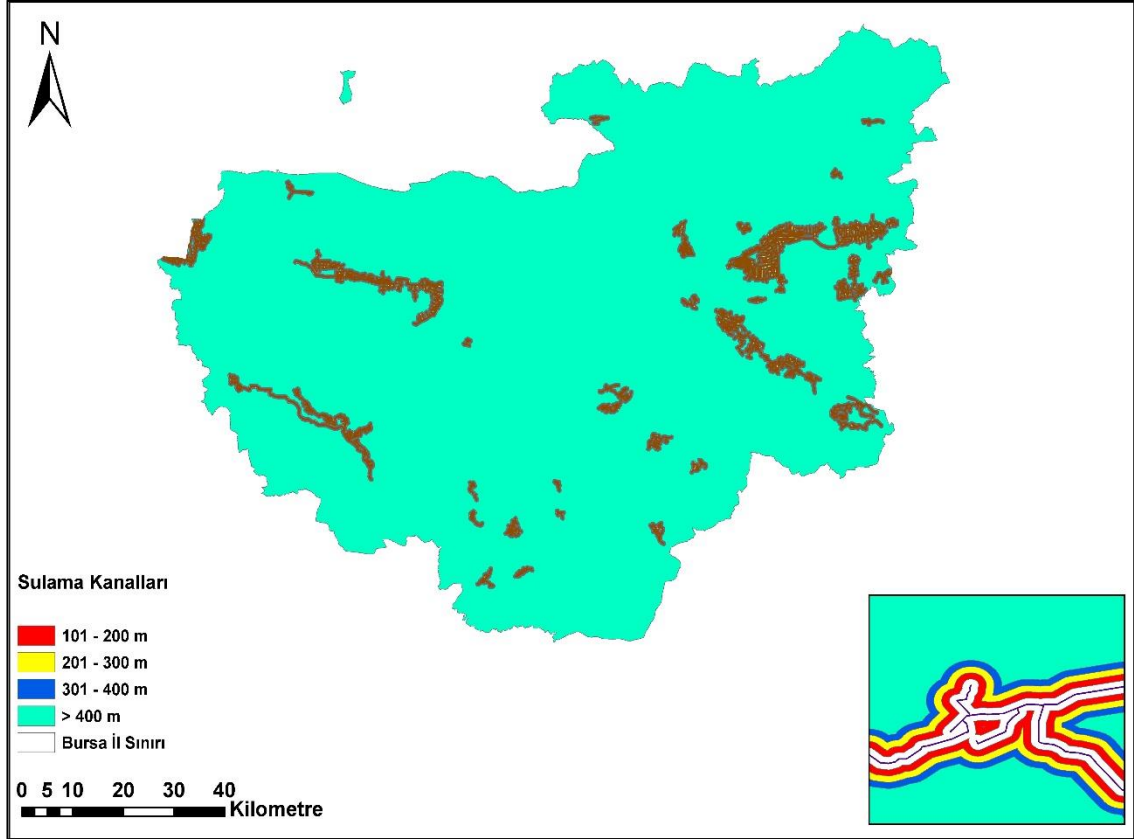 N
Sulama Kanalları
101 - 200 m
201 - 300 m
301 - 400 m
> 400 m
Bursa İl Sınırı
0 5 10 20 30 40
Kilometre